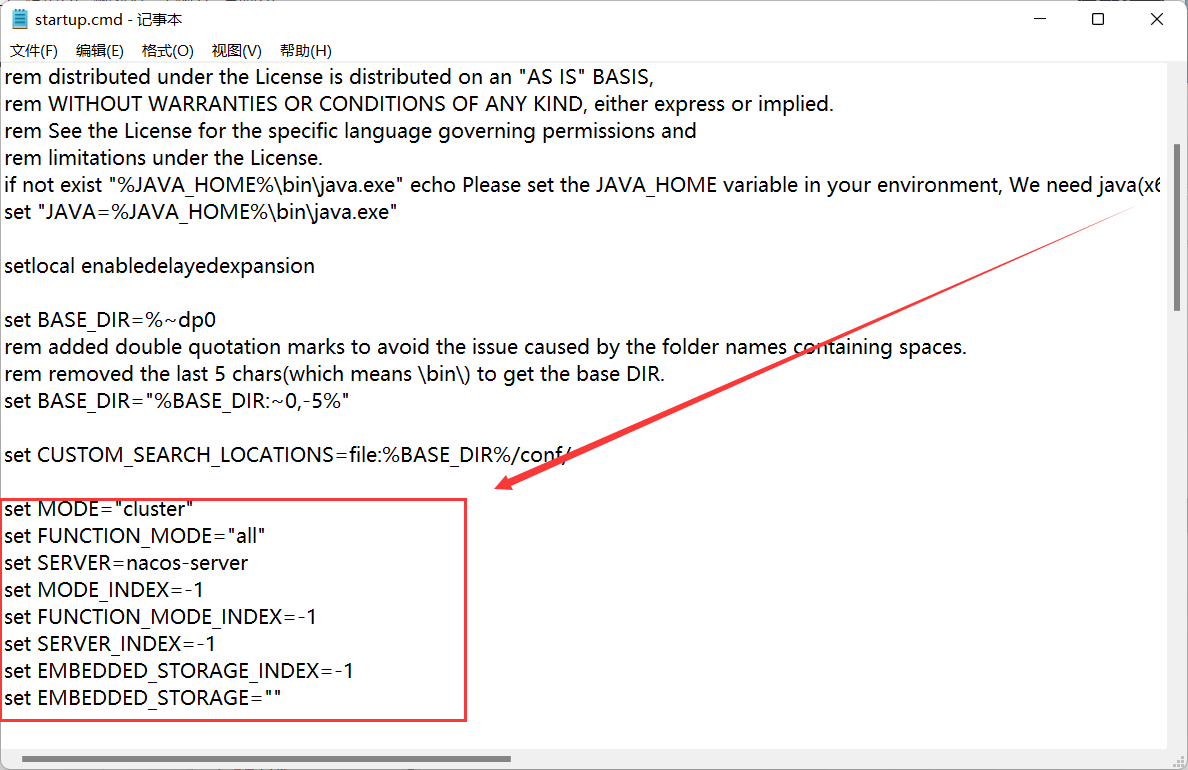 startup.cmd - 记事本
文件(F) 编辑(E) 格式(O) 视图(V) 帮助(H)
rem distributed under the License is distributed on an "AS IS" BASIS,
rem WITHOUT WARRANTIES OR CONDITIONS OF ANY KIND, either express or implied.
rem See the License for the specific language governing permissions and
rem limitations under the License.
if not exist "%JAVA_HOME%\bin\java.exe" echo Please set the JAVA_HOME variable in your environment, We need java(x6
set "JAVA=%JAVA_HOME%\bin\java.exe"
setlocal enabledelayedexpansion
set BASE_DIR=%~dp0
rem added double quotation marks to avoid the issue caused by the folder names containing spaces.
rem removed the last 5 chars(which means \bin\) to get the base DIR.
set BASE_DIR="%BASE_DIR:~0,-5%"
set CUSTOM_SEARCH_LOCATIONS=file:%BASE_DIR%/conf/
set MODE="cluster"
set FUNCTION_MODE="all"
set SERVER=nacos-server
set MODE_INDEX=-1
set FUNCTION_MODE_INDEX=-1
set SERVER_INDEX=-1
set EMBEDDED_STORAGE_INDEX=-1
set EMBEDDED_STORAGE=""